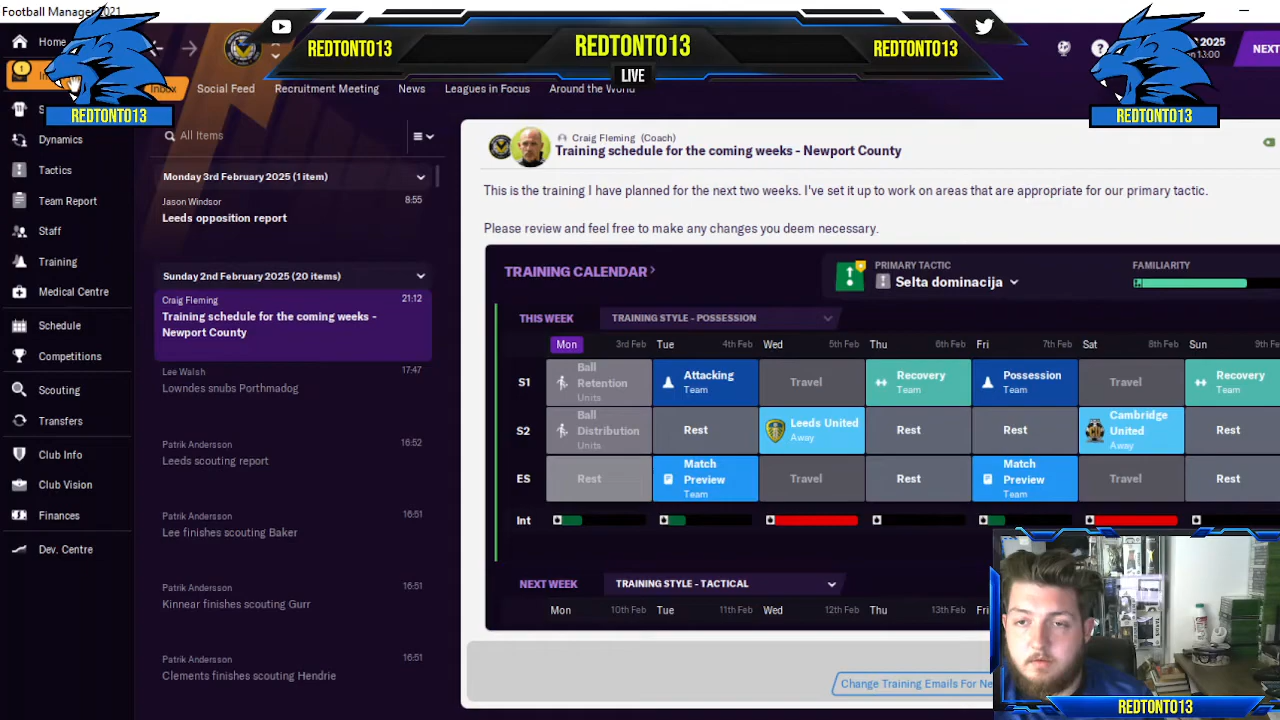 Football Manager 2021
REDTONTO13
REDTONTO13
REDTONTO13
LIVE
REDTONTO13
REDTONTO13
2025
13:00
NEXT
Home
1
Inbox
Social Feed
Recruitment Meeting
News
Leagues in Focus
Around the World
Dynamics
Tactics
Team Report
Staff
Training
Medical Centre
Schedule
Competitions
Scouting
Transfers
Club Info
Club Vision
Finances
Dev. Centre
All Items
Monday 3rd February 2025 (1 item)
Jason Windsor 8:55
Leeds opposition report
Sunday 2nd February 2025 (20 items)
Craig Fleming 21:12
Training schedule for the coming weeks -
Newport County
Lee Walsh 17:47
Lowndes snubs Porthmadog
Patrik Andersson 16:52
Leeds scouting report
Patrik Andersson 16:51
Lee finishes scouting Baker
Patrik Andersson 16:51
Kinnear finishes scouting Gurr
Patrik Andersson 16:51
Clements finishes scouting Hendrie
Craig Fleming (Coach)
Training schedule for the coming weeks - Newport County
This is the training I have planned for the next two weeks. I've set it up to work on areas that are appropriate for our primary tactic.
Please review and feel free to make any changes you deem necessary.
TRAINING CALENDAR
PRIMARY TACTIC
Selta dominacija
FAMILIARITY
THIS WEEK TRAINING STYLE - POSSESSION
Mon 3rd Feb Tue 4th Feb Wed 5th Feb Thu 6th Feb Fri 7th Feb Sat 8th Feb Sun 9th Feb
S1
Ball
Retention
Units
Attacking
Team
Travel
Recovery
Team
Possession
Team
Travel
Recovery
Team
S2
Ball
Distribution
Units
Rest
Leeds United
Away
Rest
Rest
Cambridge
United
Away
Rest
ES
Rest
Match
Preview
Team
Travel
Rest
Match
Preview
Team
Travel
Rest
Int
NEXT WEEK TRAINING STYLE - TACTICAL
Mon 10th Feb Tue 11th Feb Wed 12th Feb Thu 13th Feb Fri
Change Training Emails For
REDTONTO13